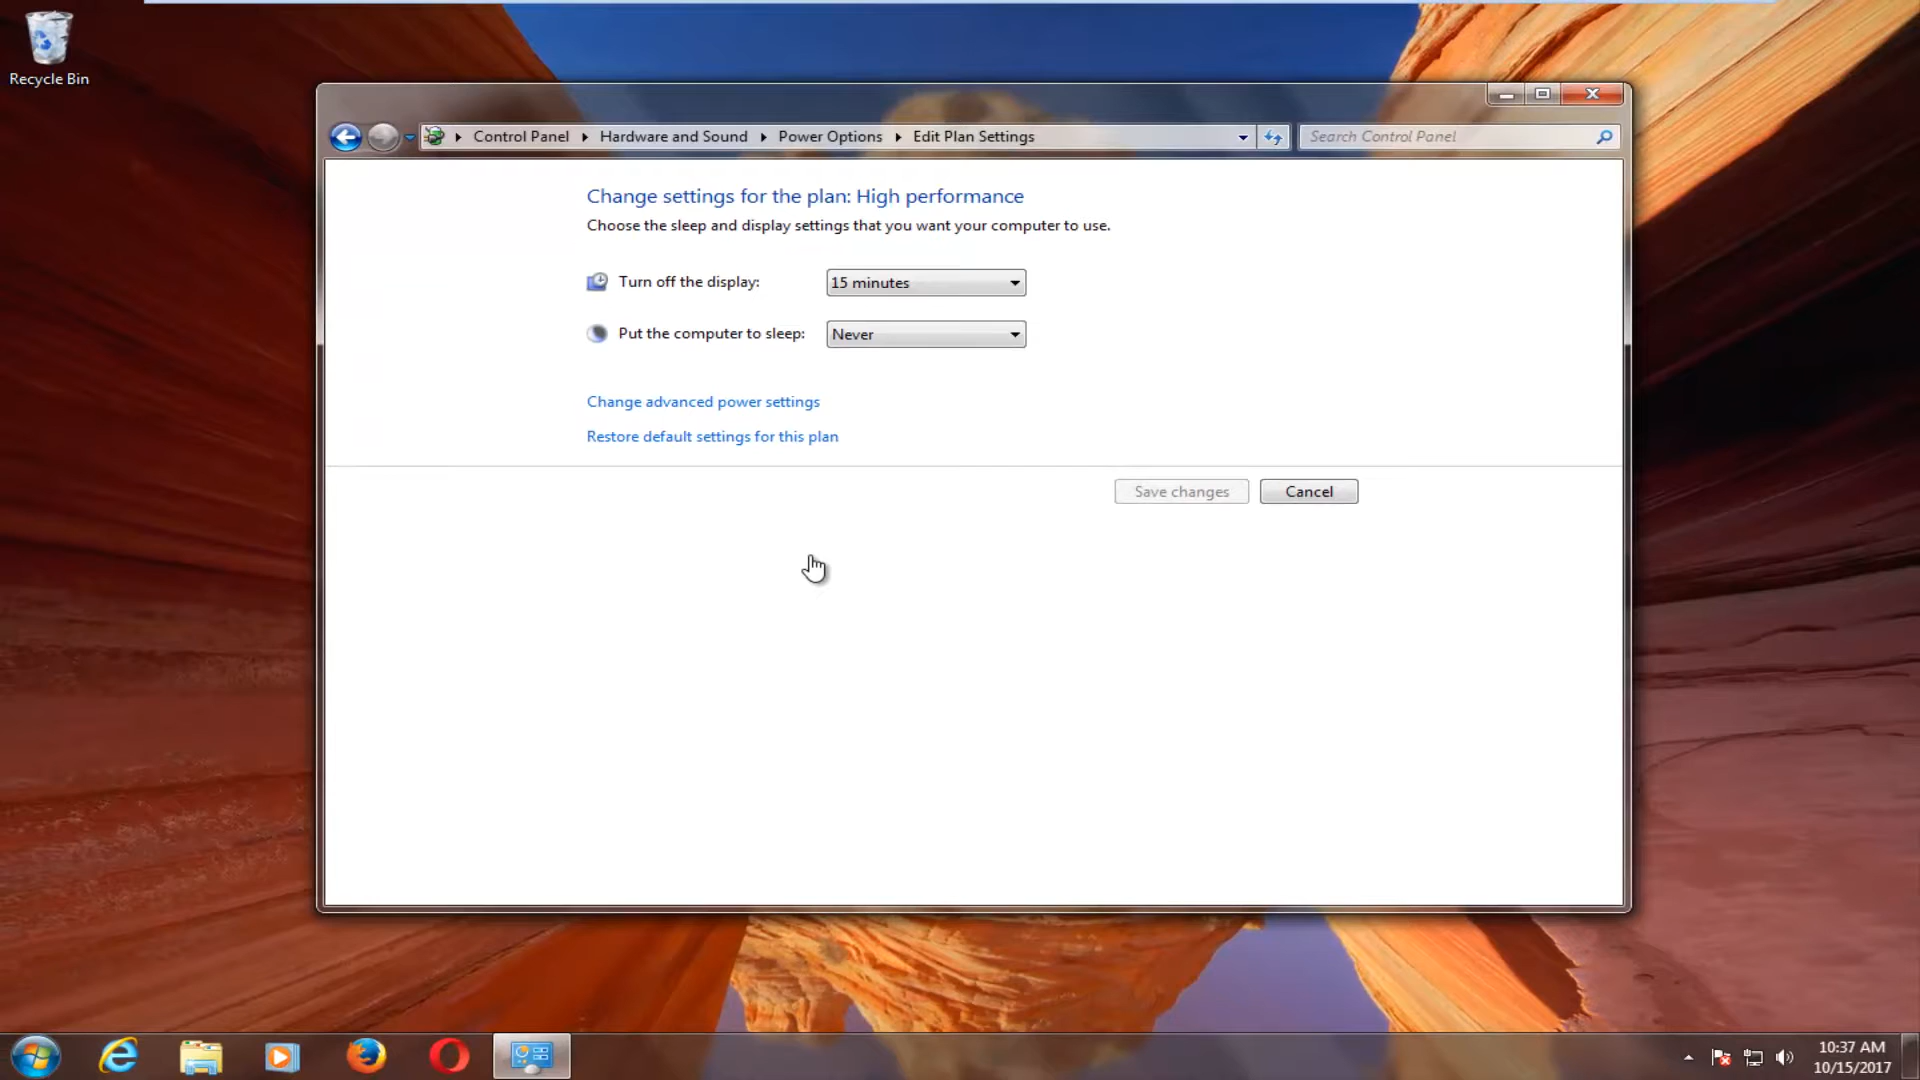 Recycle Bin
Control Panel
Hardware and Sound
Power Options
Edit Plan Settings
Search Control Panel
Change settings for the plan: High performance
Choose the sleep and display settings that you want your computer to use.
Turn off the display:
15 minutes
Put the computer to sleep:
Never
Change advanced power settings
Restore default settings for this plan
Save changes
Cancel
10:37 AM
10/15/2017